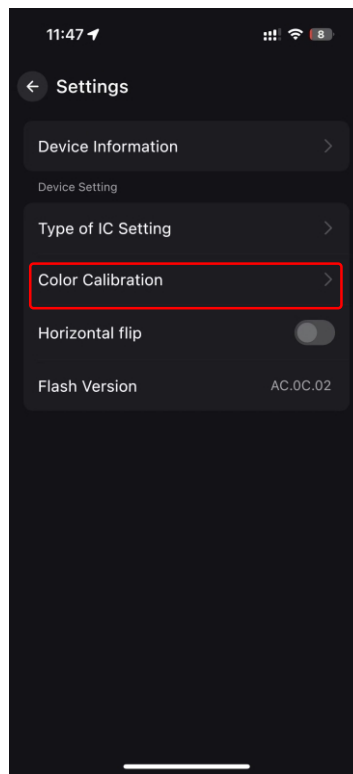 11:47
8
Settings
Device Information
Device Setting
Type of IC Setting
Color Calibration
Horizontal flip
Flash Version AC.0C.02